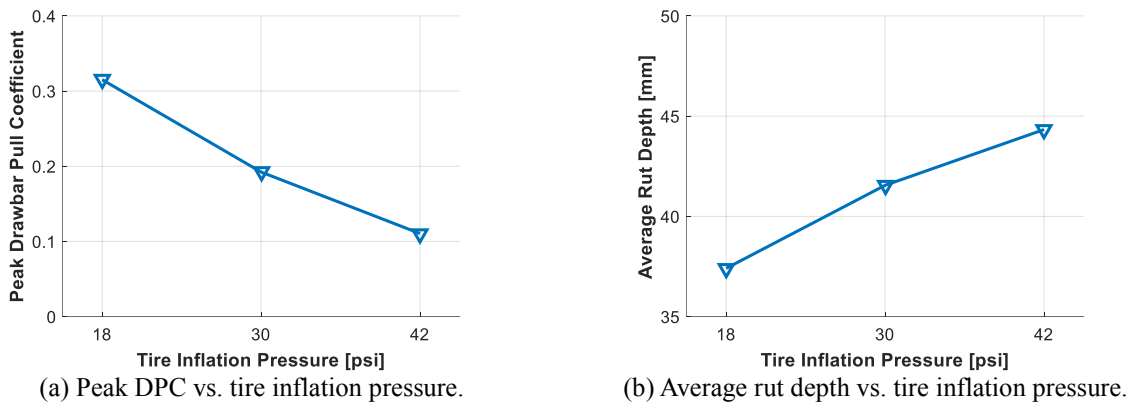 Peak Drawbar Pull Coefficient
0.4
0.3
0.2
0.1
0
18
30
42
Tire Inflation Pressure [psi]
(a) Peak DPC vs. tire inflation pressure.
Average Rut Depth [mm]
50
45
40
35
18
30
42
Tire Inflation Pressure [psi]
(b) Average rut depth vs. tire inflation pressure.